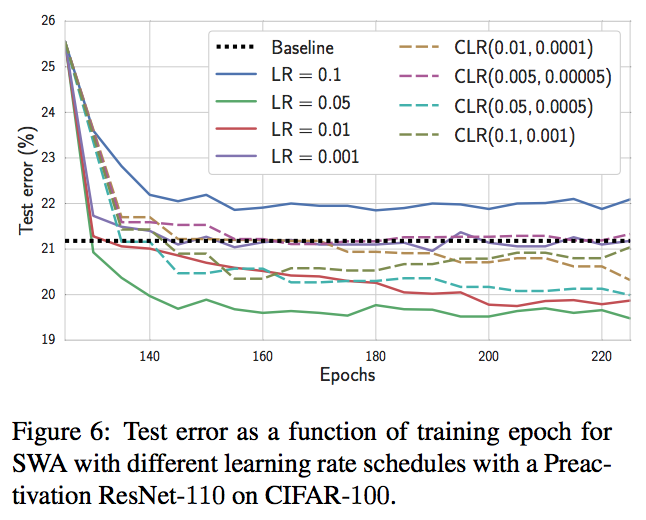 26
25
24
23
22
21
20
19
Test error (%)
Baseline
LR = 0.1
LR = 0.05
LR = 0.01
LR = 0.001
CLR(0.01, 0.0001)
CLR(0.005, 0.00005)
CLR(0.05, 0.0005)
CLR(0.1, 0.001)
140 160 180 200 220
Epochs
Figure 6: Test error as a function of training epoch for
SWA with different learning rate schedules with a Preac-
tivation ResNet-110 on CIFAR-100.